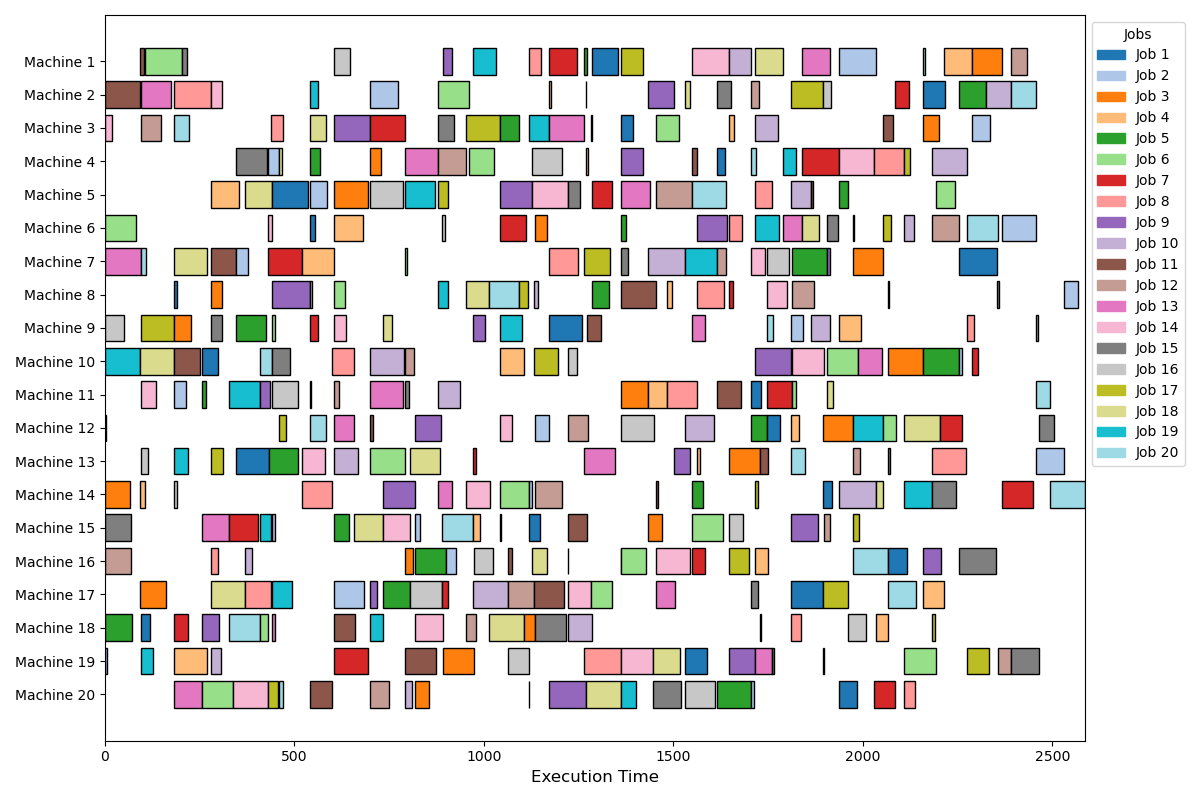 Machine 1
Machine 2
Machine 3
Machine 4
Machine 5
Machine 6
Machine 7
Machine 8
Machine 9
Machine 10
Machine 11
Machine 12
Machine 13
Machine 14
Machine 15
Machine 16
Machine 17
Machine 18
Machine 19
Machine 20
0 500 1000 1500 2000 2500
Execution Time
Jobs
Job 1
Job 2
Job 3
Job 4
Job 5
Job 6
Job 7
Job 8
Job 9
Job 10
Job 11
Job 12
Job 13
Job 14
Job 15
Job 16
Job 17
Job 18
Job 19
Job 20